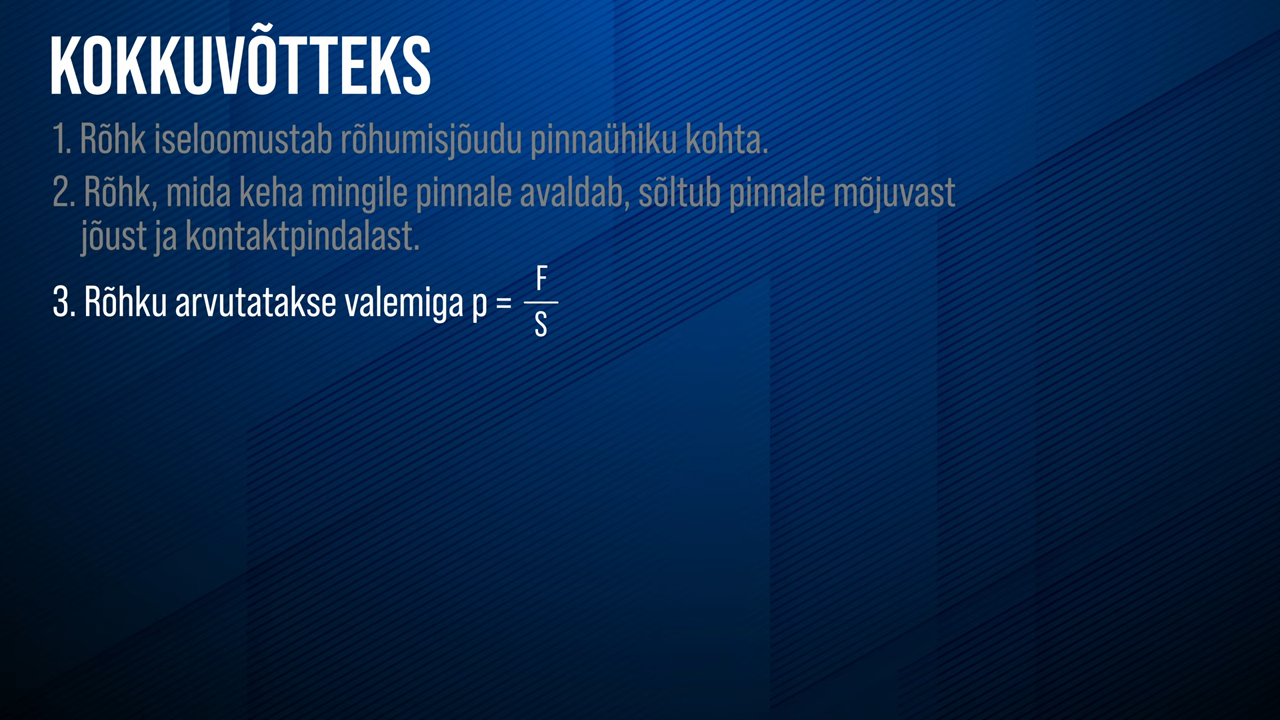 KOKKUVÕTTEKS
1. Rõhk iseloomustab rõhumisjõudu pinnaühiku kohta.
2. Rõhk, mida keha mingile pinnale avaldab, sõltub pinnale mõjuvast
jõust ja kontaktpindalast.
3. Rõhku arvutatakse valemiga p = F/S